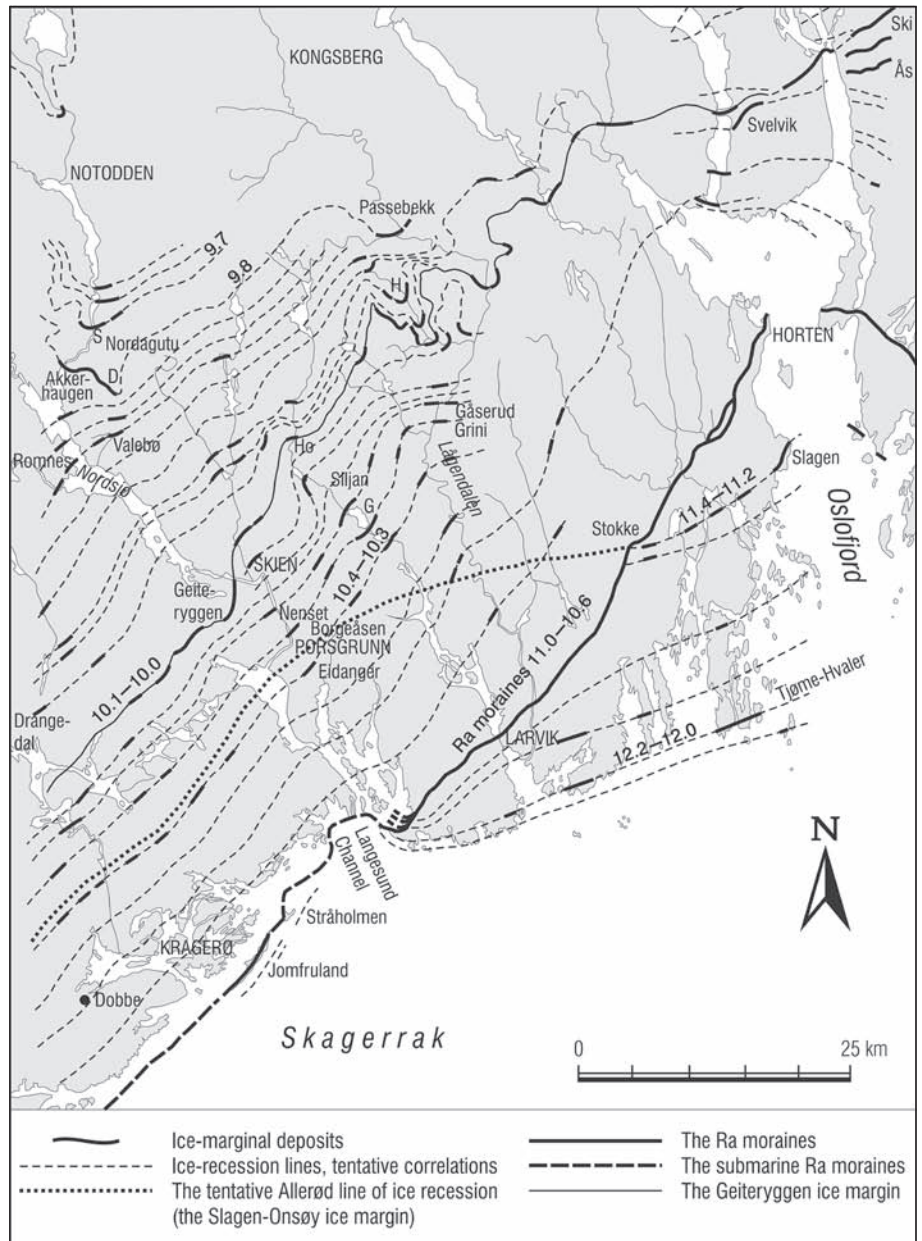 Ski
Ås
KONGSBERG
Svelvik
NOTODDEN
Passebekk
9.7
9.8
H
HORTEN
S
Nordagutu
Akker-
haugen
D
Gåserud
Grini
Valebø
Ho
Romnes
Nordsjø
Siljan
Lågendalen
Slagen
G
11.4–11.2
Stokke
Oslofjord
SKIEN
10.4–10.3
Geite-
ryggen
Nenset
Borgeåsen
PORSGRUNN
Eidanger
Ra moraines 11.0–10.6
Tjøme-Hvaler
10.1–10.0
Drange-
dal
LARVIK
12.2–12.0
Langesund
Channel
N
Stråholmen
KRAGERØ
Jomfruland
Dobbe
Skagerrak
0 25 km
Ice-marginal deposits
Ice-recession lines, tentative correlations
The tentative Allerød line of ice recession
(the Slagen-Onsøy ice margin)
The Ra moraines
The submarine Ra moraines
The Geiteryggen ice margin